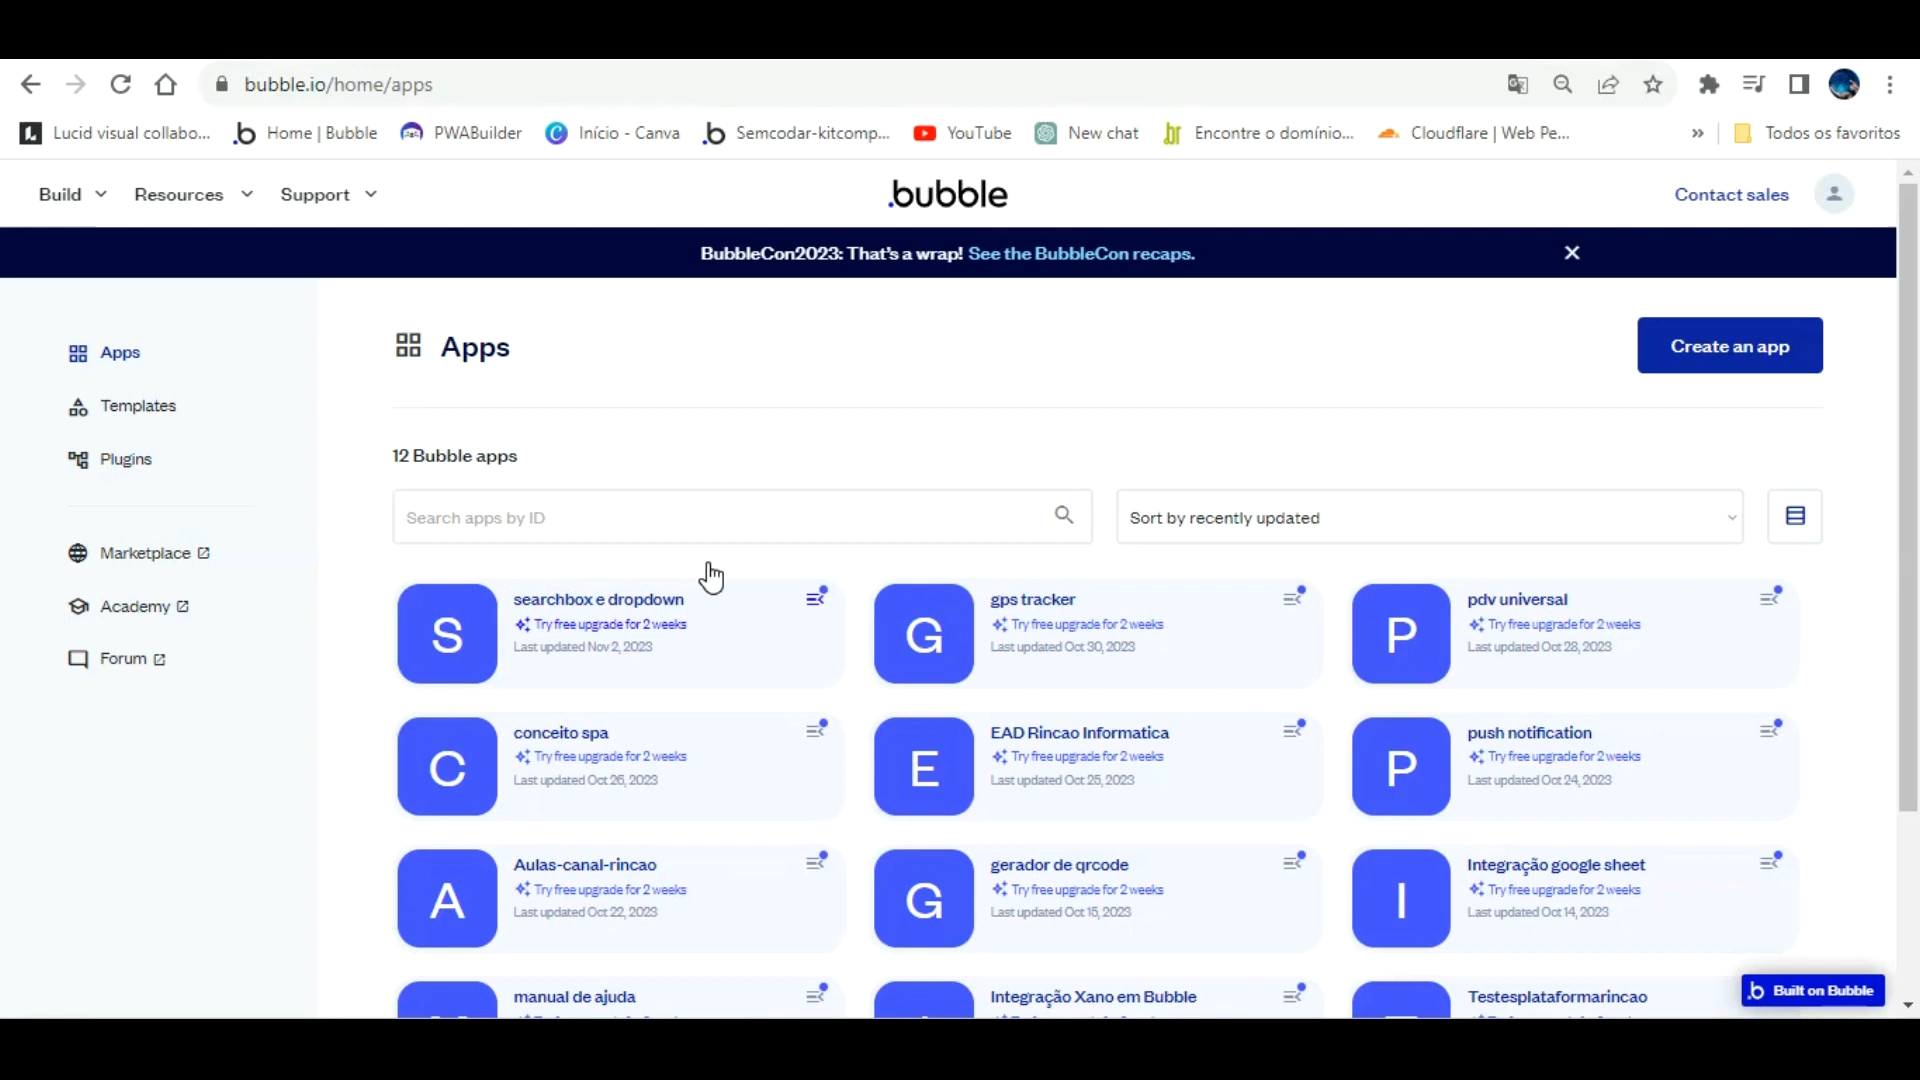 bubble.io/home/apps
Lucid visual collabo... Home | Bubble PWABuilder Início - Canva Semcodar-kitcomp... YouTube New chat Encontre o domínio... Cloudflare | Web Pe... » Todos os favoritos
Build Resources Support .bubble Contact sales
BubbleCon2023: That's a wrap! See the BubbleCon recaps.
Apps
Templates
Plugins
Marketplace
Academy
Forum
Apps
Create an app
12 Bubble apps
Search apps by ID
Sort by recently updated
S
searchbox e dropdown
Try free upgrade for 2 weeks
Last updated Nov 2, 2023
G
gps tracker
Try free upgrade for 2 weeks
Last updated Oct 30, 2023
P
pdv universal
Try free upgrade for 2 weeks
Last updated Oct 28, 2023
C
conceito spa
Try free upgrade for 2 weeks
Last updated Oct 26, 2023
E
EAD Rincao Informatica
Try free upgrade for 2 weeks
Last updated Oct 25, 2023
P
push notification
Try free upgrade for 2 weeks
Last updated Oct 24, 2023
A
Aulas-canal-rincao
Try free upgrade for 2 weeks
Last updated Oct 22, 2023
G
gerador de qrcode
Try free upgrade for 2 weeks
Last updated Oct 15, 2023
I
Integração google sheet
Try free upgrade for 2 weeks
Last updated Oct 14, 2023
manual de ajuda
Integração Xano em Bubble
Testesplataformarincao
Built on Bubble